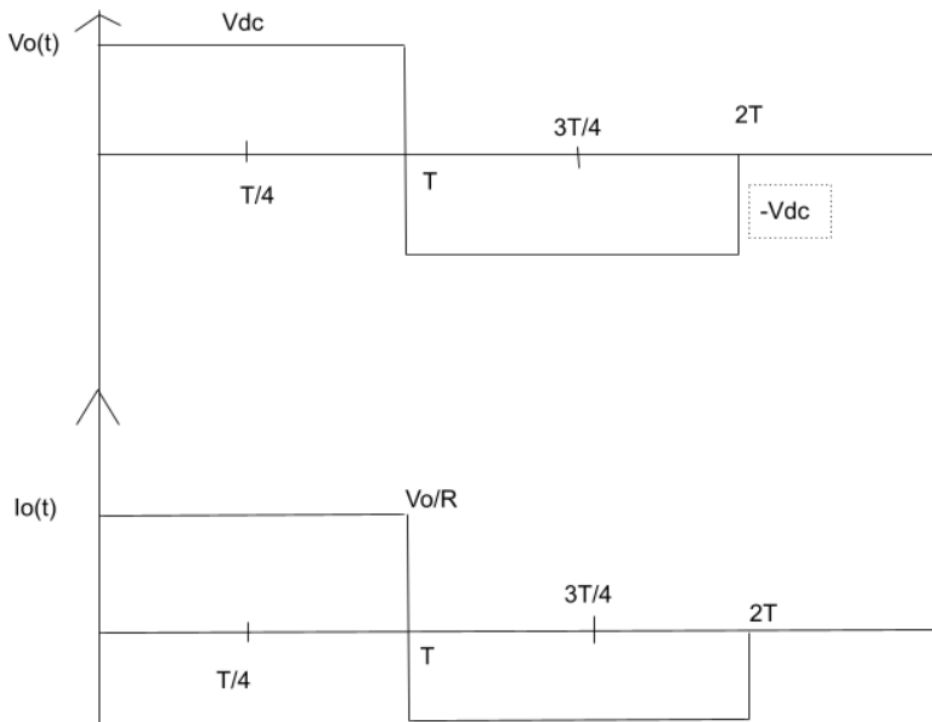 Vdc
Vo(t)
3T/4
2T
T/4
T
-Vdc
Io(t)
Vo/R
3T/4
2T
T/4
T